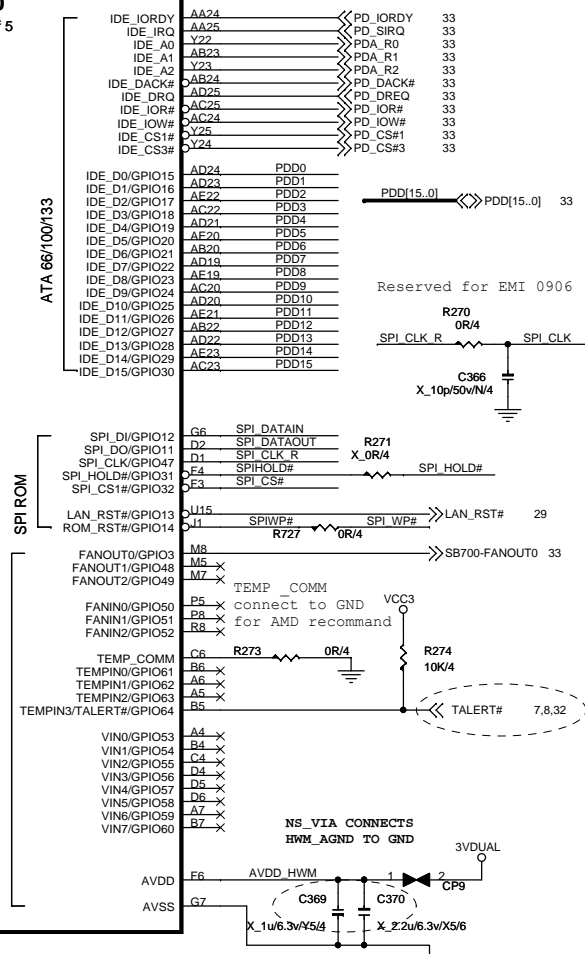 IDE_IORDY AA24 PD_IORDY 33
IDE_IRQ AA25 PD_SIRQ 33
IDE_A0 Y22 PDA_R0 33
IDE_A1 AB23 PDA_R1 33
IDE_A2 Y23 PDA_R2 33
IDE_DACK# AB24 PD_DACK# 33
IDE_DRQ AD25 PD_DREQ 33
IDE_IOR# AC25 PD_IOR# 33
IDE_IOW# AC24 PD_IOW# 33
IDE_CS1# Y25 PD_CS#1 33
IDE_CS3# Y24 PD_CS#3 33
ATA 66/100/133
IDE_D0/GPIO15 AD24 PDD0
IDE_D1/GPIO16 AD23 PDD1
IDE_D2/GPIO17 AE22 PDD2
IDE_D3/GPIO18 AC22 PDD3
IDE_D4/GPIO19 AD21 PDD4
IDE_D5/GPIO20 AE20 PDD5
IDE_D6/GPIO21 AB20 PDD6
IDE_D7/GPIO22 AD19 PDD7
IDE_D8/GPIO23 AE19 PDD8
IDE_D9/GPIO24 AC20 PDD9
IDE_D10/GPIO25 AD20 PDD10
IDE_D11/GPIO26 AE21 PDD11
IDE_D12/GPIO27 AB22 PDD12
IDE_D13/GPIO28 AD22 PDD13
IDE_D14/GPIO29 AE23 PDD14
IDE_D15/GPIO30 AC23 PDD15
PDD[15..0] PDD[15..0] 33
Reserved for EMI 0906
R270
0R/4
SPI_CLK_R SPI_CLK
C366
X_10p/50v/N/4
SPI ROM
SPI_DI/GPIO12 G6 SPI_DATAIN
SPI_DO/GPIO11 D2 SPI_DATAOUT
SPI_CLK/GPIO47 D1 SPI_CLK_R
SPI_HOLD#/GPIO31 F4 SPIHOLD#
SPI_CS1#/GPIO32 F3 SPI_CS#
R271
X_0R/4
SPI_HOLD#
LAN_RST#/GPIO13 U15 LAN_RST# 29
ROM_RST#/GPIO14 J1 SPIWP# SPI_WP#
R727 0R/4
FANOUT0/GPIO3 M8 SB700-FANOUT0 33
FANOUT1/GPIO48 M5
FANOUT2/GPIO49 M7
FANIN0/GPIO50 P5
FANIN1/GPIO51 P8
FANIN2/GPIO52 R8
TEMP _COMM
connect to GND
for AMD recommand
VCC3
R274
10K/4
TEMP_COMM C6 R273 0R/4
TEMPIN0/GPIO61 B6
TEMPIN1/GPIO62 A6
TEMPIN2/GPIO63 A5
TEMPIN3/TALERT#/GPIO64 B5 TALERT# 7,8,32
VIN0/GPIO53 A4
VIN1/GPIO54 B4
VIN2/GPIO55 C4
VIN3/GPIO56 D4
VIN4/GPIO57 D5
VIN5/GPIO58 D6
VIN6/GPIO59 A7
VIN7/GPIO60 B7
NS_VIA CONNECTS
HWM_AGND TO GND
3VDUAL
AVDD F6 AVDD_HWM 1 2
CP9
C369 C370
AVSS G7
X_1u/6.3v/Y5/4 X_2.2u/6.3v/X5/6